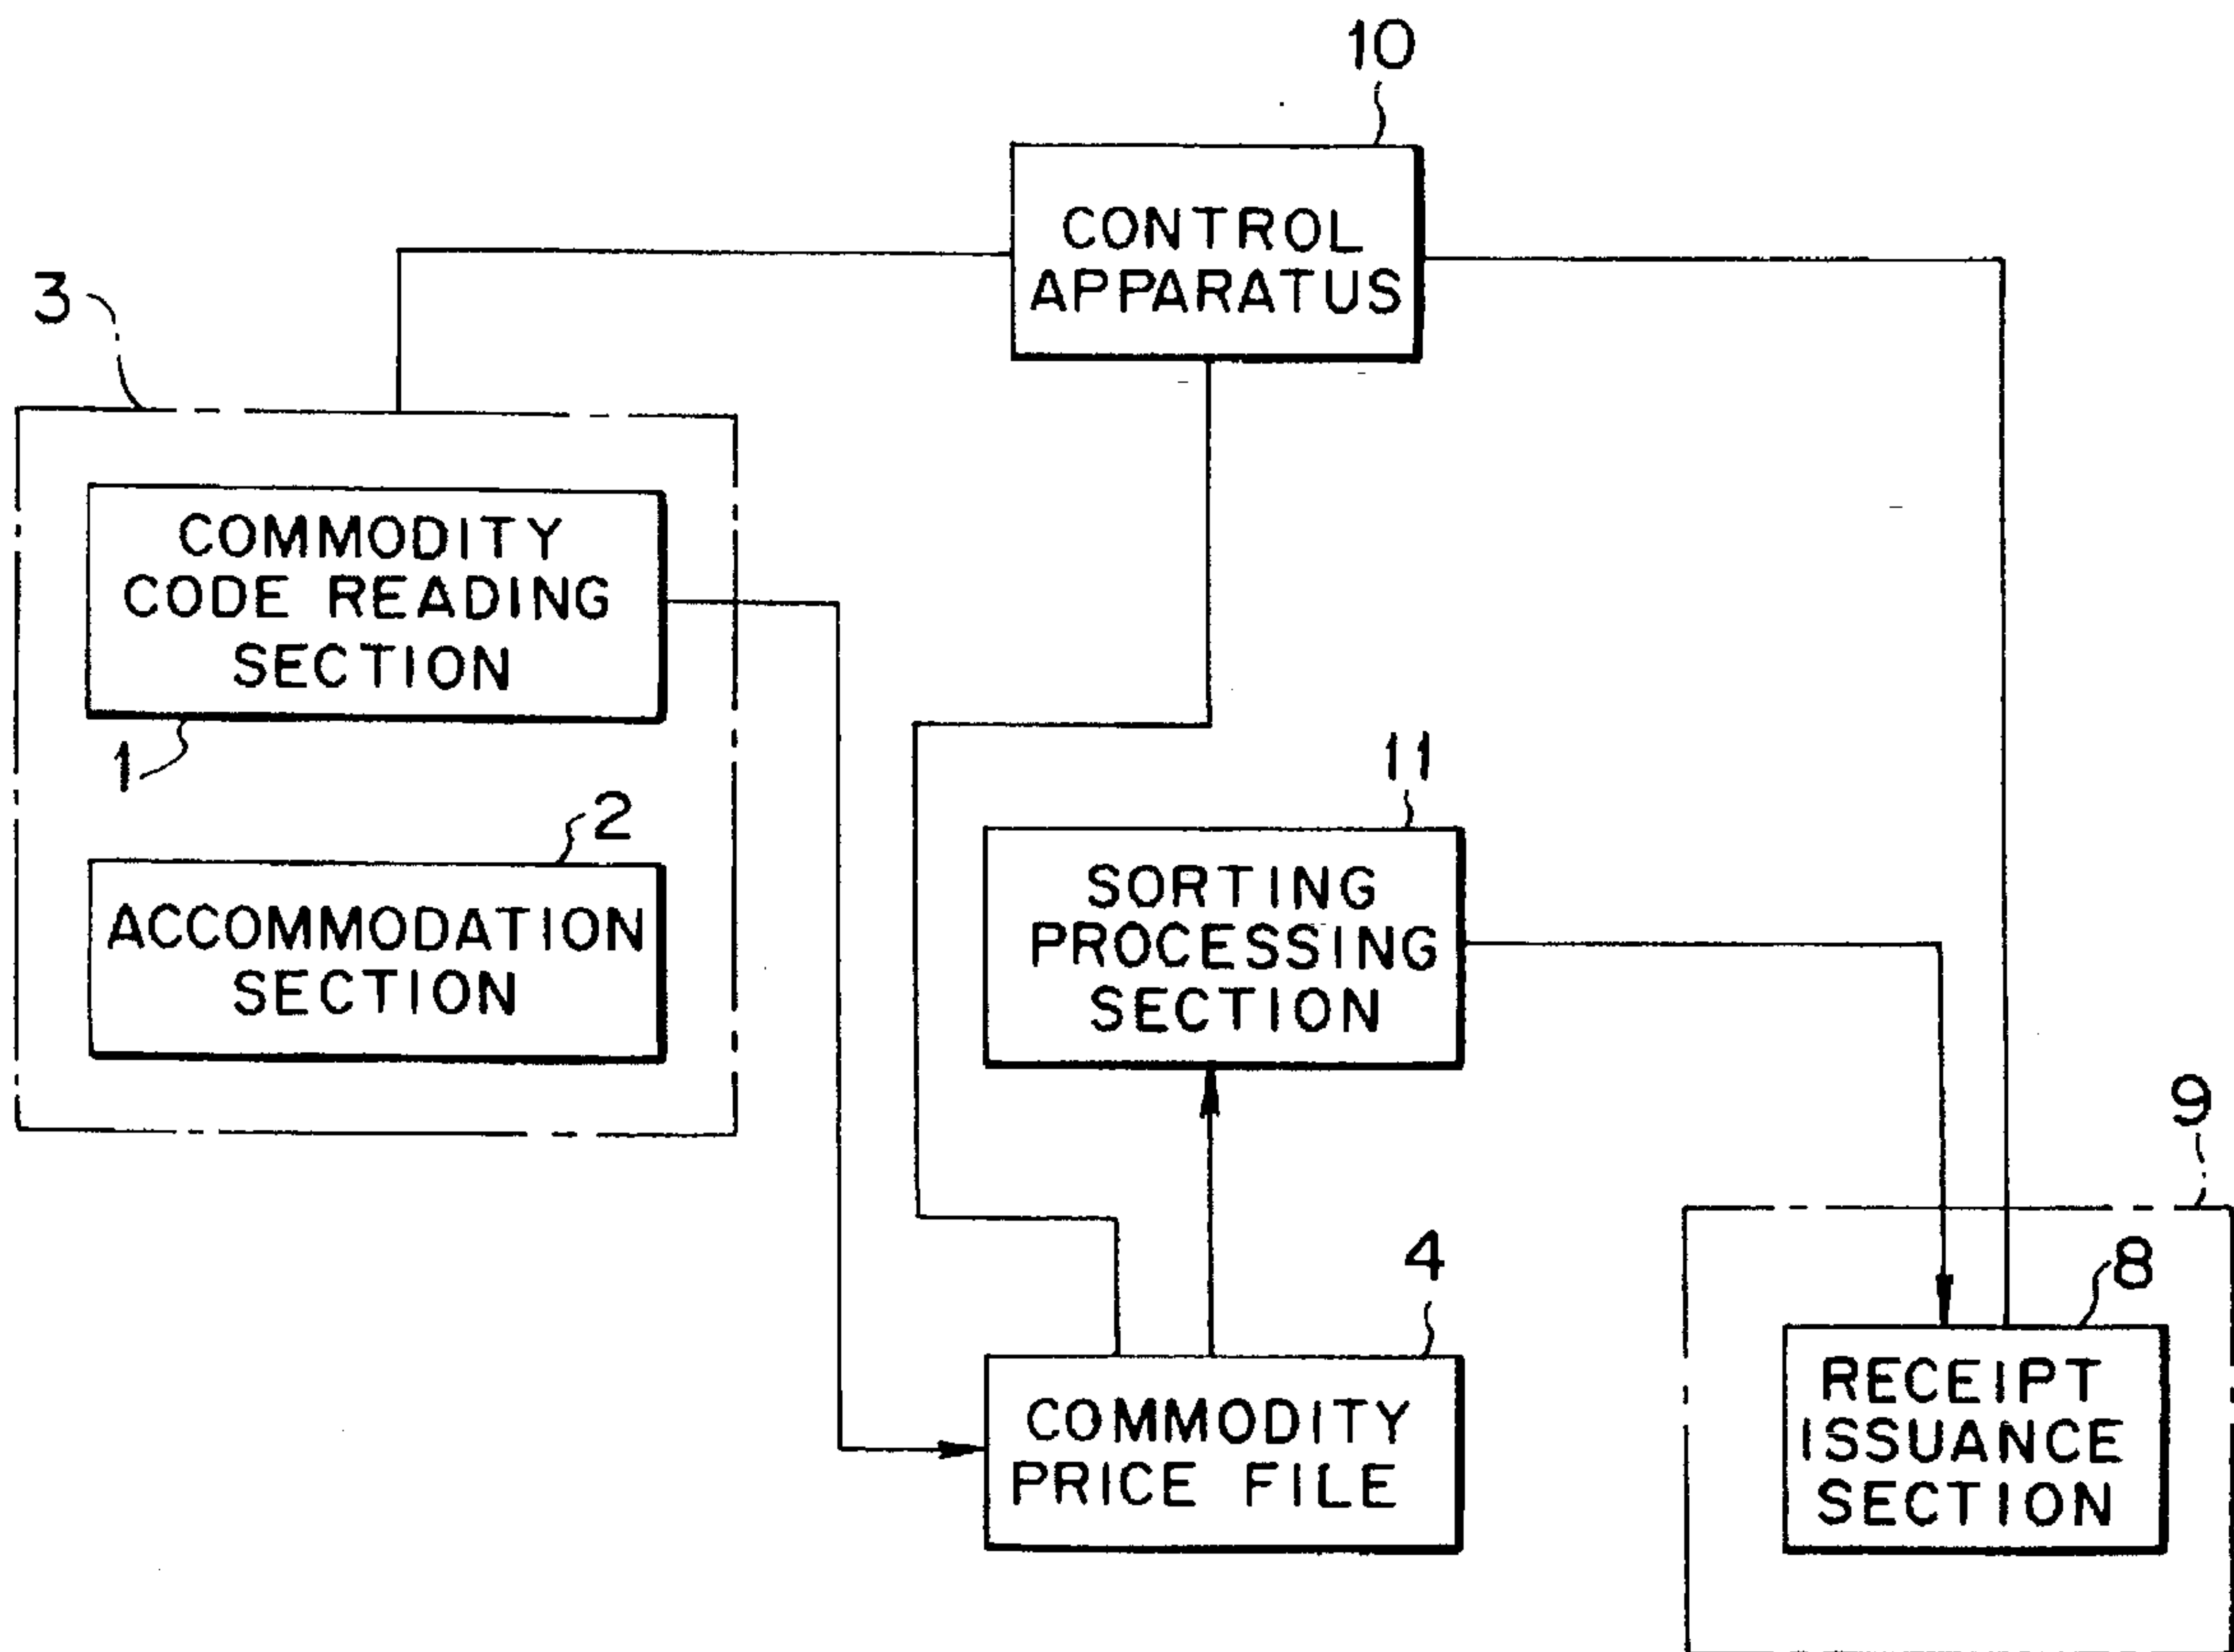 10
CONTROL
APPARATUS
3
COMMODITY
CODE READING
SECTION
1
2
ACCOMMODATION
SECTION
11
SORTING
PROCESSING
SECTION
9
4
COMMODITY
PRICE FILE
8
RECEIPT
ISSUANCE
SECTION